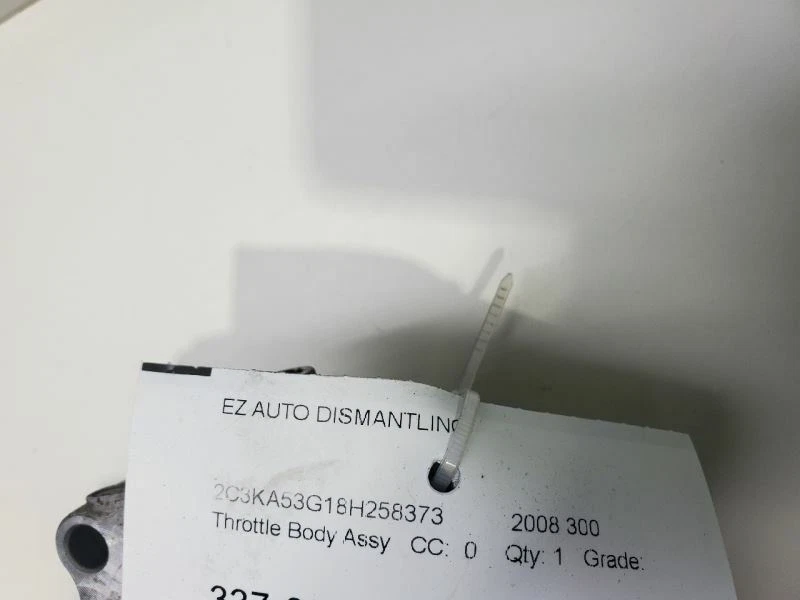 EZ AUTO DISMANTLING
2C3KA53G18H258373 2008 300
Throttle Body Assy CC: 0 Qty: 1 Grade: